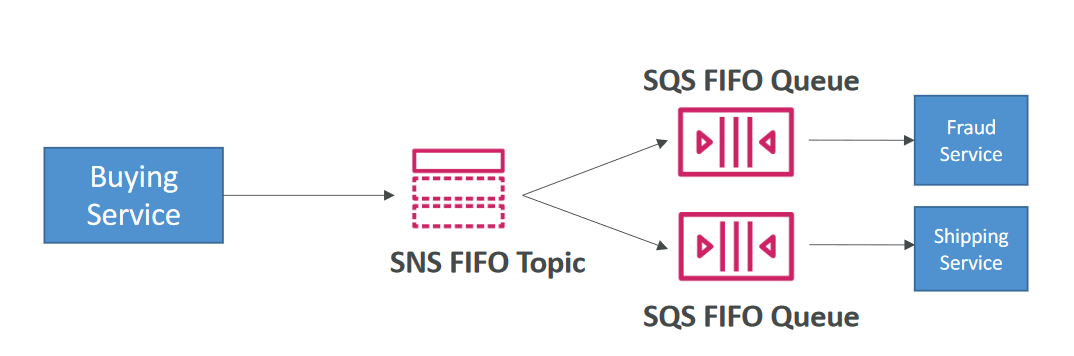 SQS FIFO Queue
Fraud
Service
Buying
Service
SNS FIFO Topic
Shipping
Service
SQS FIFO Queue